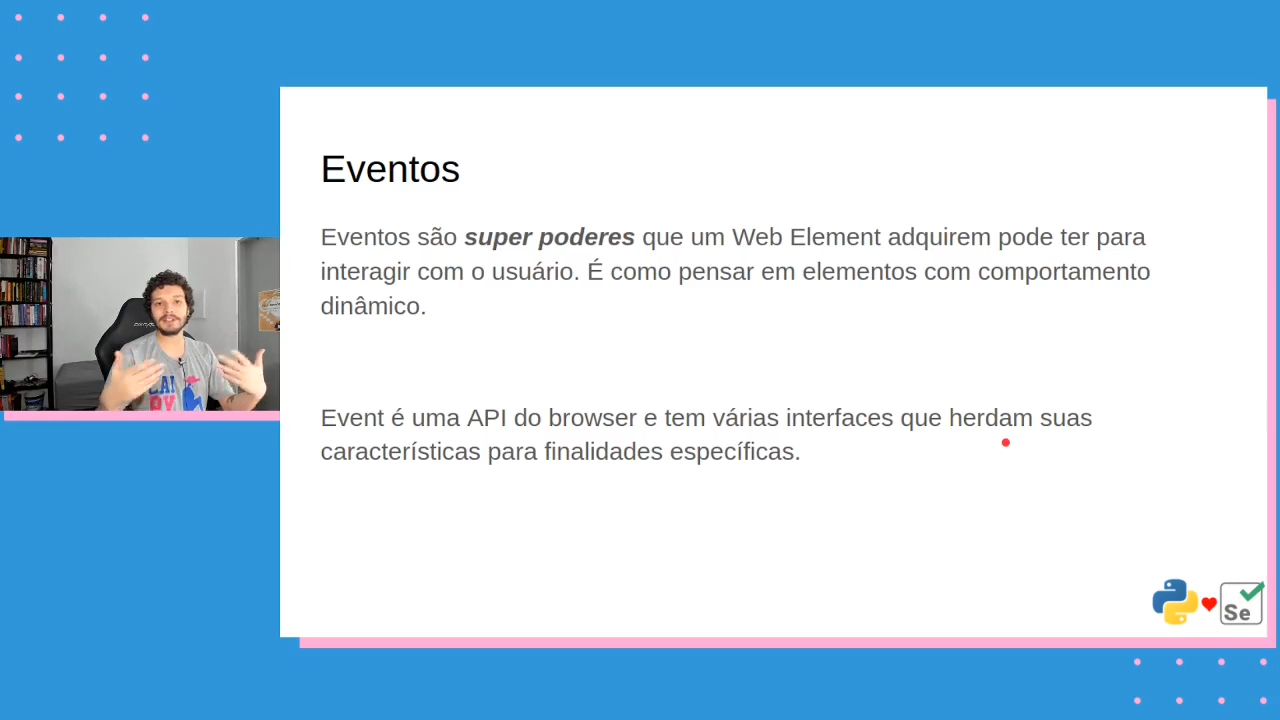 Eventos
Eventos são super poderes que um Web Element adquirem pode ter para
interagir com o usuário. É como pensar em elementos com comportamento
dinâmico.
Event é uma API do browser e tem várias interfaces que herdam suas
características para finalidades específicas.
Se